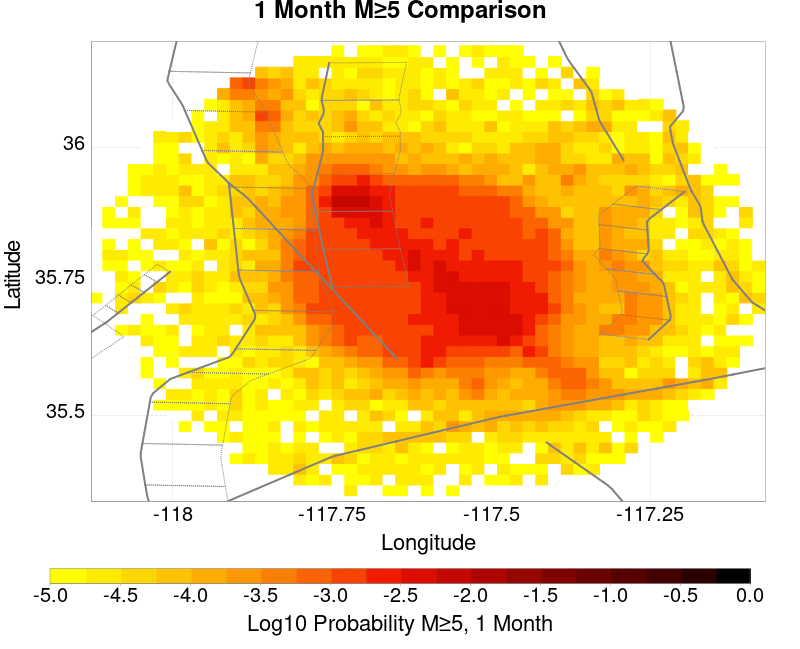 1 Month M≥5 Comparison
36
35.75
35.5
Latitude
-118 -117.75 -117.5 -117.25
Longitude
-5.0 -4.5 -4.0 -3.5 -3.0 -2.5 -2.0 -1.5 -1.0 -0.5 0.0
Log10 Probability M≥5, 1 Month